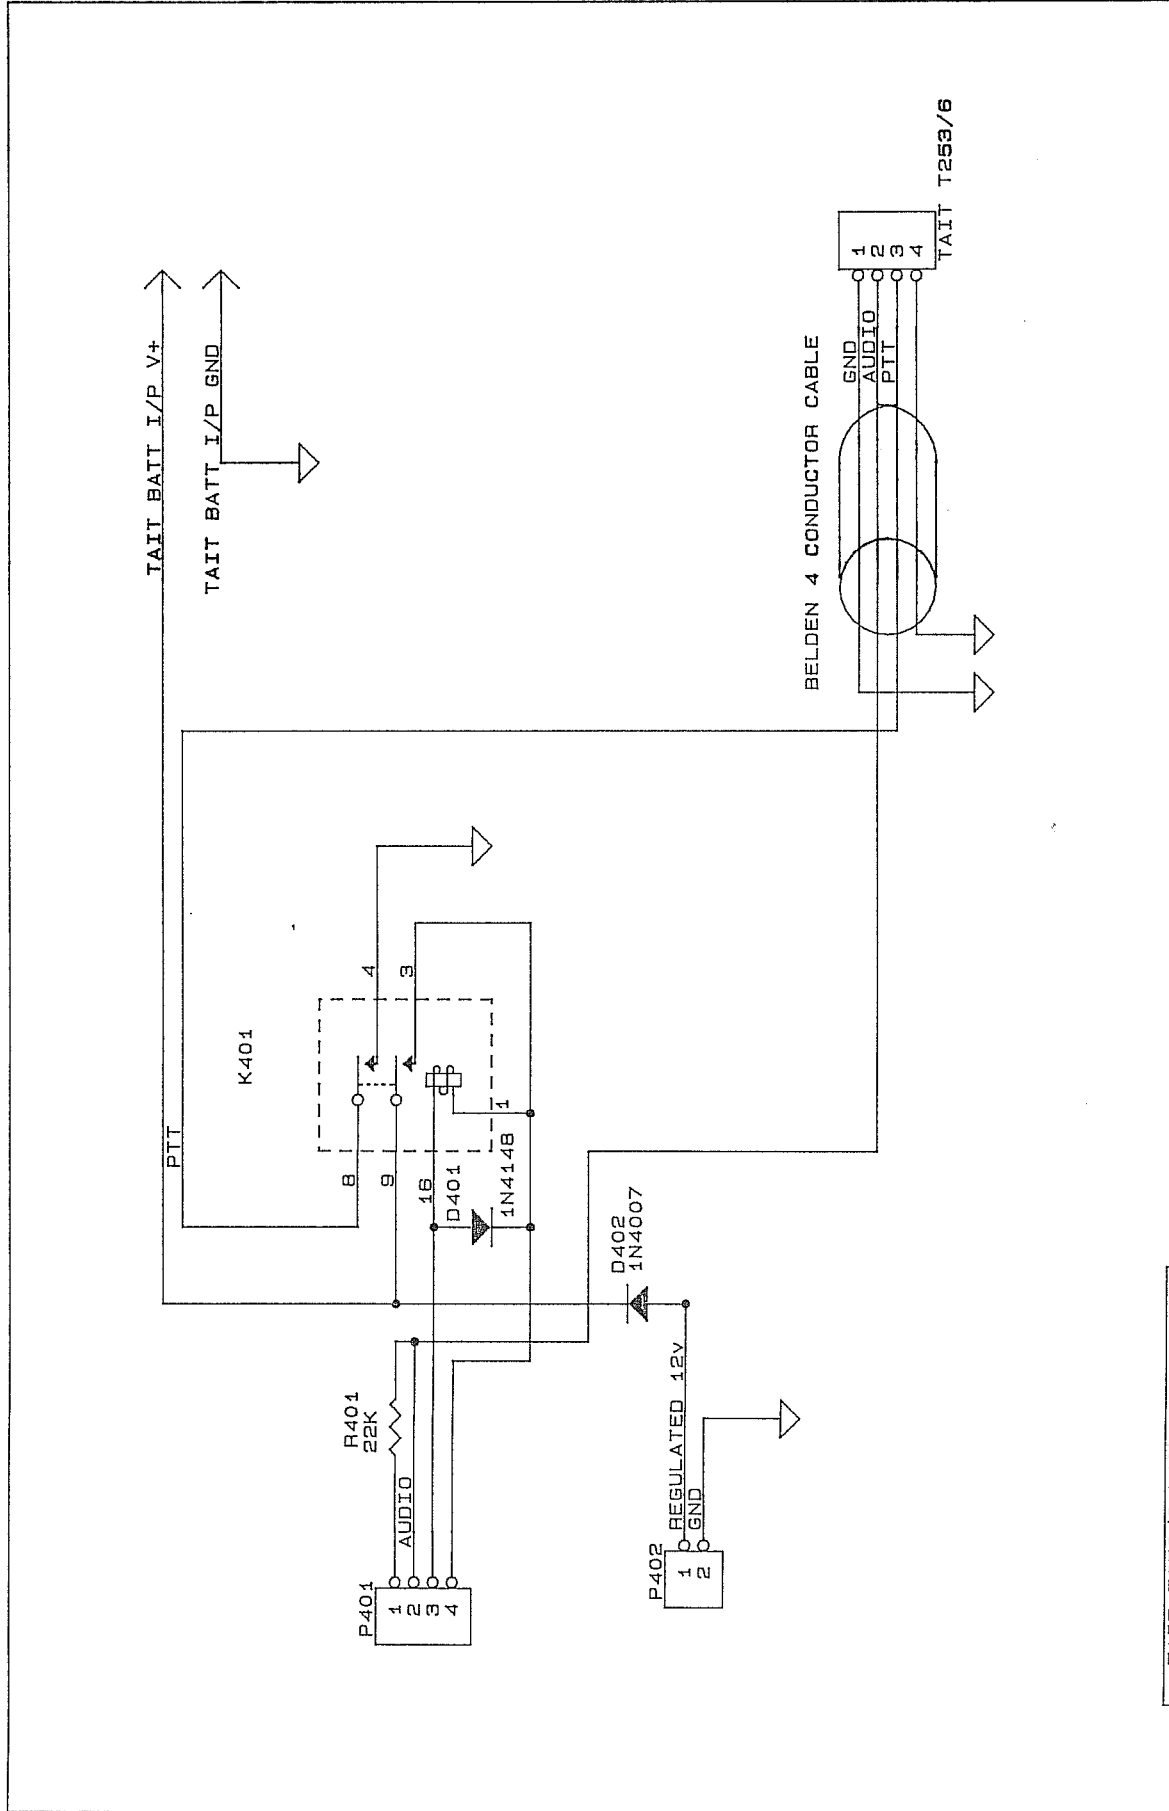 TAIT BATT I/P V+
TAIT BATT I/P GND
PTT
K401
8
9
16
4
3
1
D401
1N4148
R401
22K
AUDIO
P401
1
2
3
4
D402
1N4007
REGULATED 12v
GND
P402
1
2
BELDEN 4 CONDUCTOR CABLE
GND
AUDIO
PTT
1
2
3
4
TAIT T253/6